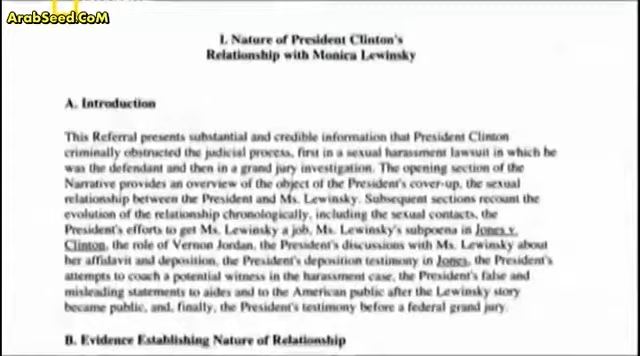 ArabSeed.CoM
I. Nature of President Clinton's
Relationship with Monica Lewinsky
A. Introduction
This Referral presents substantial and credible information that President Clinton
criminally obstructed the judicial process, first in a sexual harassment lawsuit in which he
was the defendant and then in a grand jury investigation. The opening section of the
Narrative provides an overview of the object of the President's cover-up, the sexual
relationship between the President and Ms. Lewinsky. Subsequent sections recount the
evolution of the relationship chronologically, including the sexual contacts, the
President's efforts to get Ms. Lewinsky a job, Ms. Lewinsky's subpoena in Jones v.
Clinton, the role of Vernon Jordan, the President's discussions with Ms. Lewinsky about
her affidavit and deposition, the President's deposition testimony in Jones, the President's
attempts to coach a potential witness in the harassment case, the President's false and
misleading statements to aides and to the American public after the Lewinsky story
became public, and, finally, the President's testimony before a federal grand jury.
B. Evidence Establishing Nature of Relationship